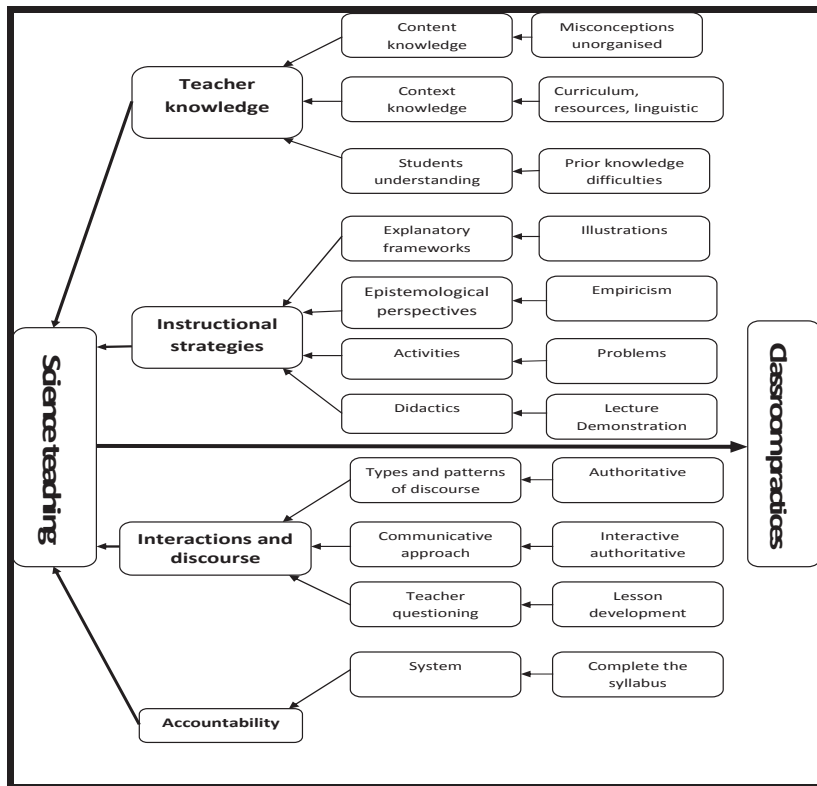 Content
knowledge
Misconceptions
unorganised
Teacher
knowledge
Context
knowledge
Curriculum,
resources, linguistic
Students
understanding
Prior knowledge
difficulties
Explanatory
frameworks
Illustrations
Epistemological
perspectives
Empiricism
Instructional
strategies
Activities
Problems
Didactics
Lecture
Demonstration
Science teaching
Classroom practices
Types and patterns
of discourse
Authoritative
Interactions and
discourse
Communicative
approach
Interactive
authoritative
Teacher
questioning
Lesson
development
System
Complete the
syllabus
Accountability